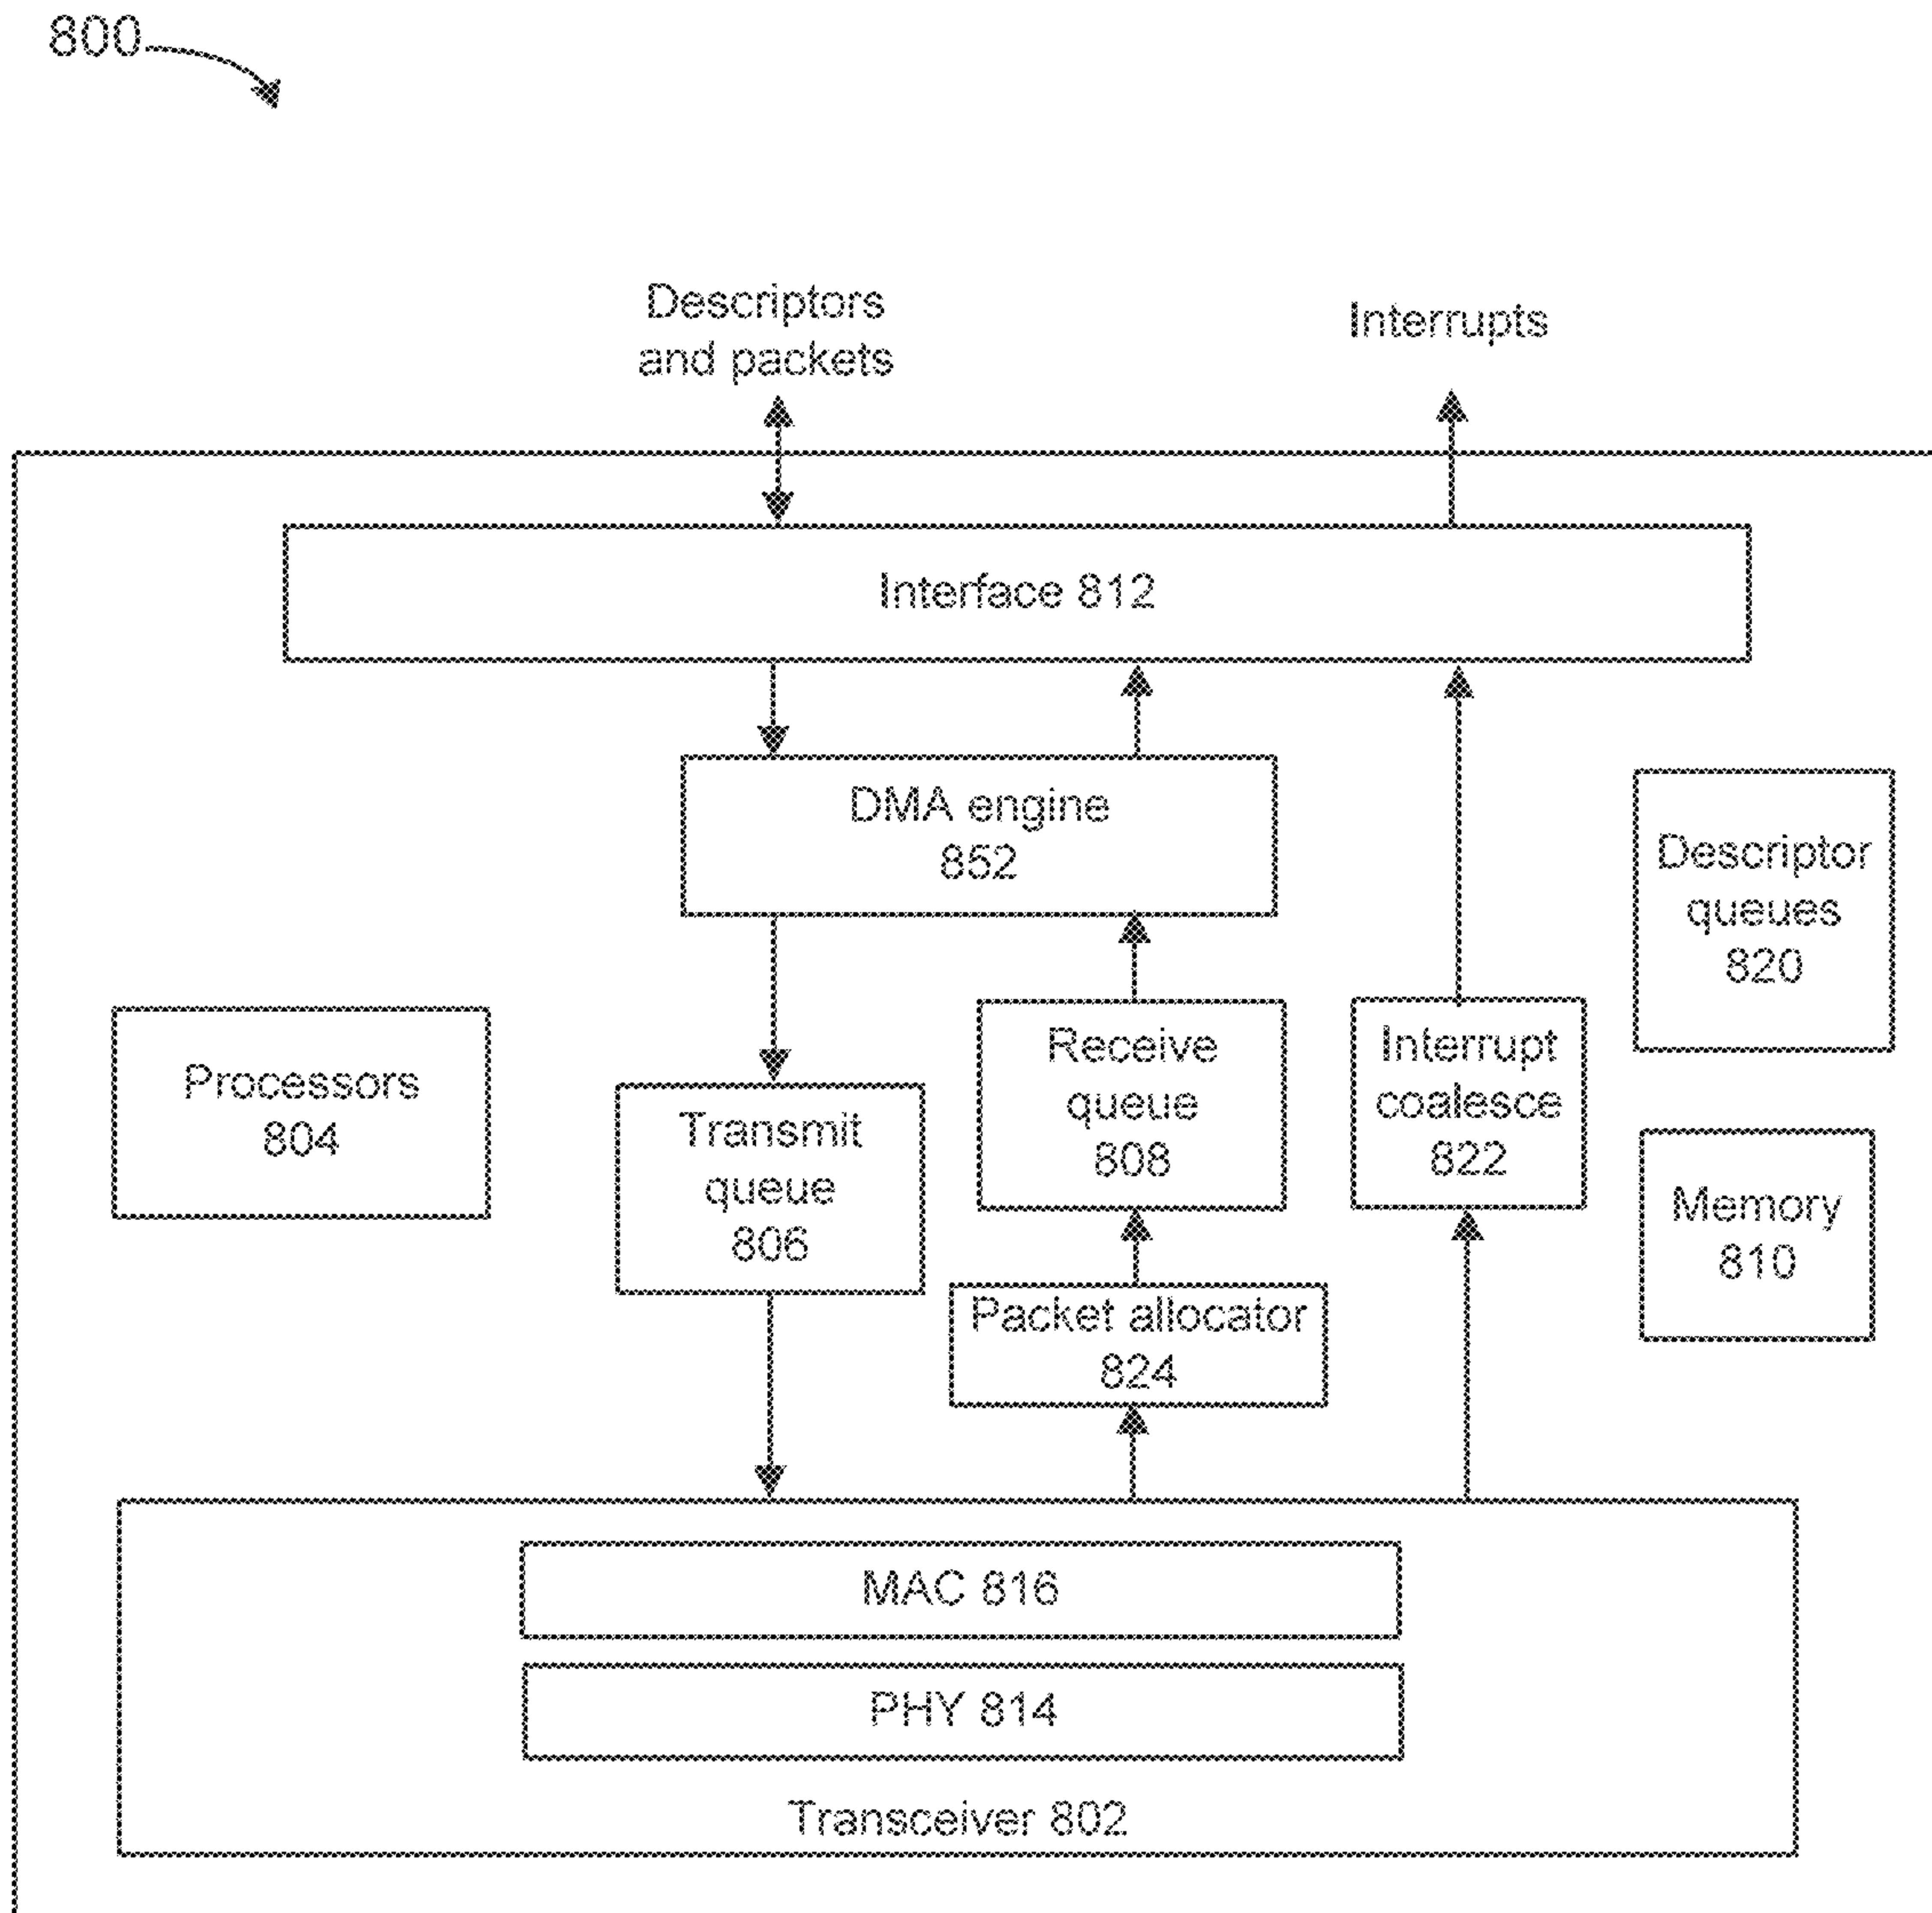 800
Descriptors
and packets
Interrupts
Interface 812
DMA engine
852
Descriptor
queues
820
Processors
804
Transmit
queue
806
Receive
queue
808
Interrupt
coalesce
822
Memory
810
Packet allocator
824
MAC 816
PHY 814
Transceiver 802